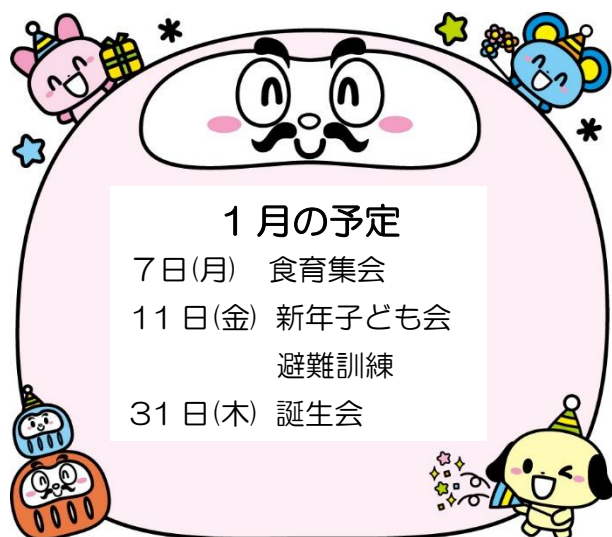 1月の予定
7日(月) 食育集会
11日(金) 新年子ども会
避難訓練
31日(木) 誕生会